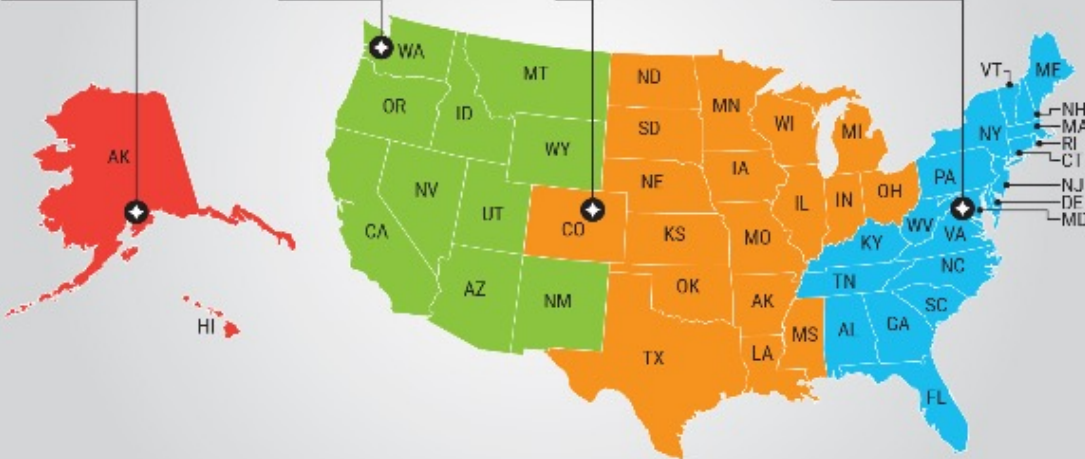 WA
MT
ND
MN
VT
ME
OR
ID
SD
WI
MI
NY
NH
MA
RI
CT
AK
WY
NE
IA
PA
NJ
DE
MD
NV
UT
CO
KS
MO
IL
IN
OH
WV
VA
KY
CA
AZ
NM
OK
AK
TN
NC
SC
HI
TX
LA
MS
AL
GA
FL